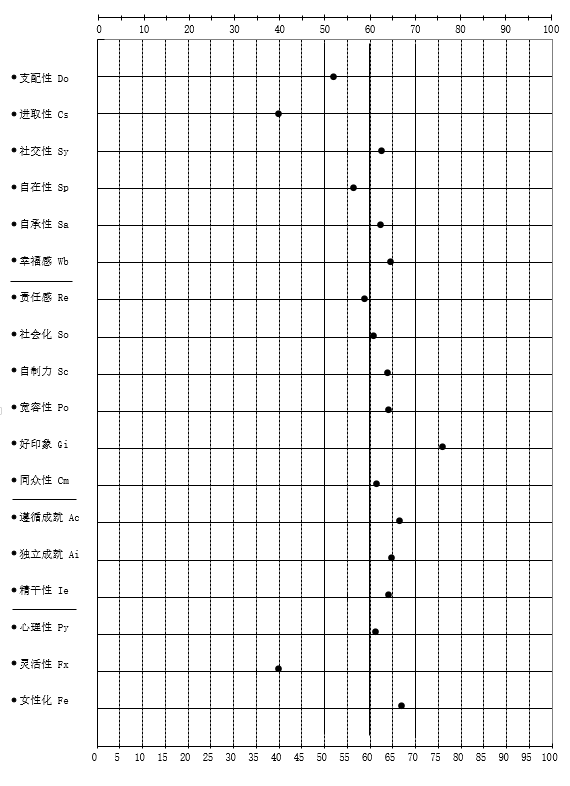 0 10 20 30 40 50 60 70 80 90 100
支配性 Do
进取性 Cs
社交性 Sy
自在性 Sp
自承性 Sa
幸福感 Wb
责任感 Re
社会化 So
自制力 Sc
宽容性 Po
好印象 Gi
同众性 Cm
遵循成就 Ac
独立成就 Ai
精干性 Ie
心理性 Py
灵活性 Fx
女性化 Fe
0 5 10 15 20 25 30 35 40 45 50 55 60 65 70 75 80 85 90 95 100